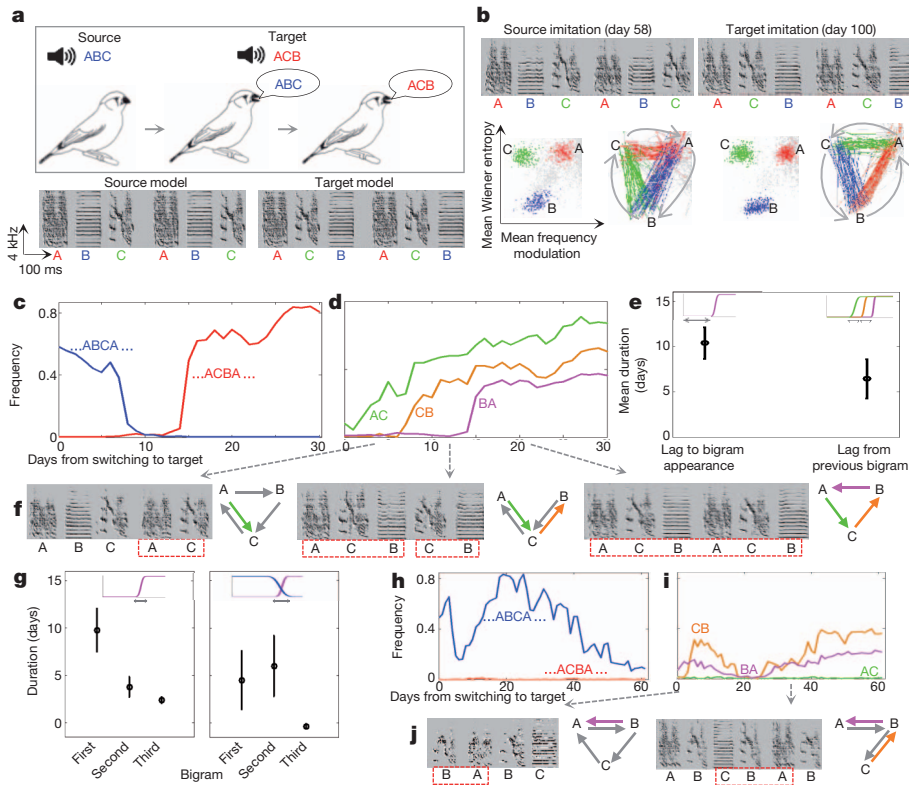 a
Source
ABC
Target
ACB
ABC
ACB
Source model
Target model
4 kHz
100 ms
A B C A B C
A C B A C B
b
Source imitation (day 58)
Target imitation (day 100)
A B C A B C
A C B A C B
Mean Wiener entropy
Mean frequency
modulation
C A
B
C A
B
C A
B
C A
B
c
Frequency
0.8
0.4
0
...ABCA ...
...ACBA...
0 10 20 30
Days from switching to target
d
AC
CB
BA
0 10 20 30
e
Mean duration
(days)
15
10
5
0
Lag to bigram
appearance
Lag from
previous bigram
f
A B C A C
A B
C
A C B C B
A B
C
A C B A C B
A B
C
g
Duration (days)
15
10
5
0
First
Second
Third
First
Second
Third
Bigram
h
Frequency
0.8
0.4
0
...ABCA...
...ACBA...
0 20 40 60
Days from switching to target
i
CB
BA
AC
0 20 40 60
j
B A B C
A B
C
A B C B A B
A B
C